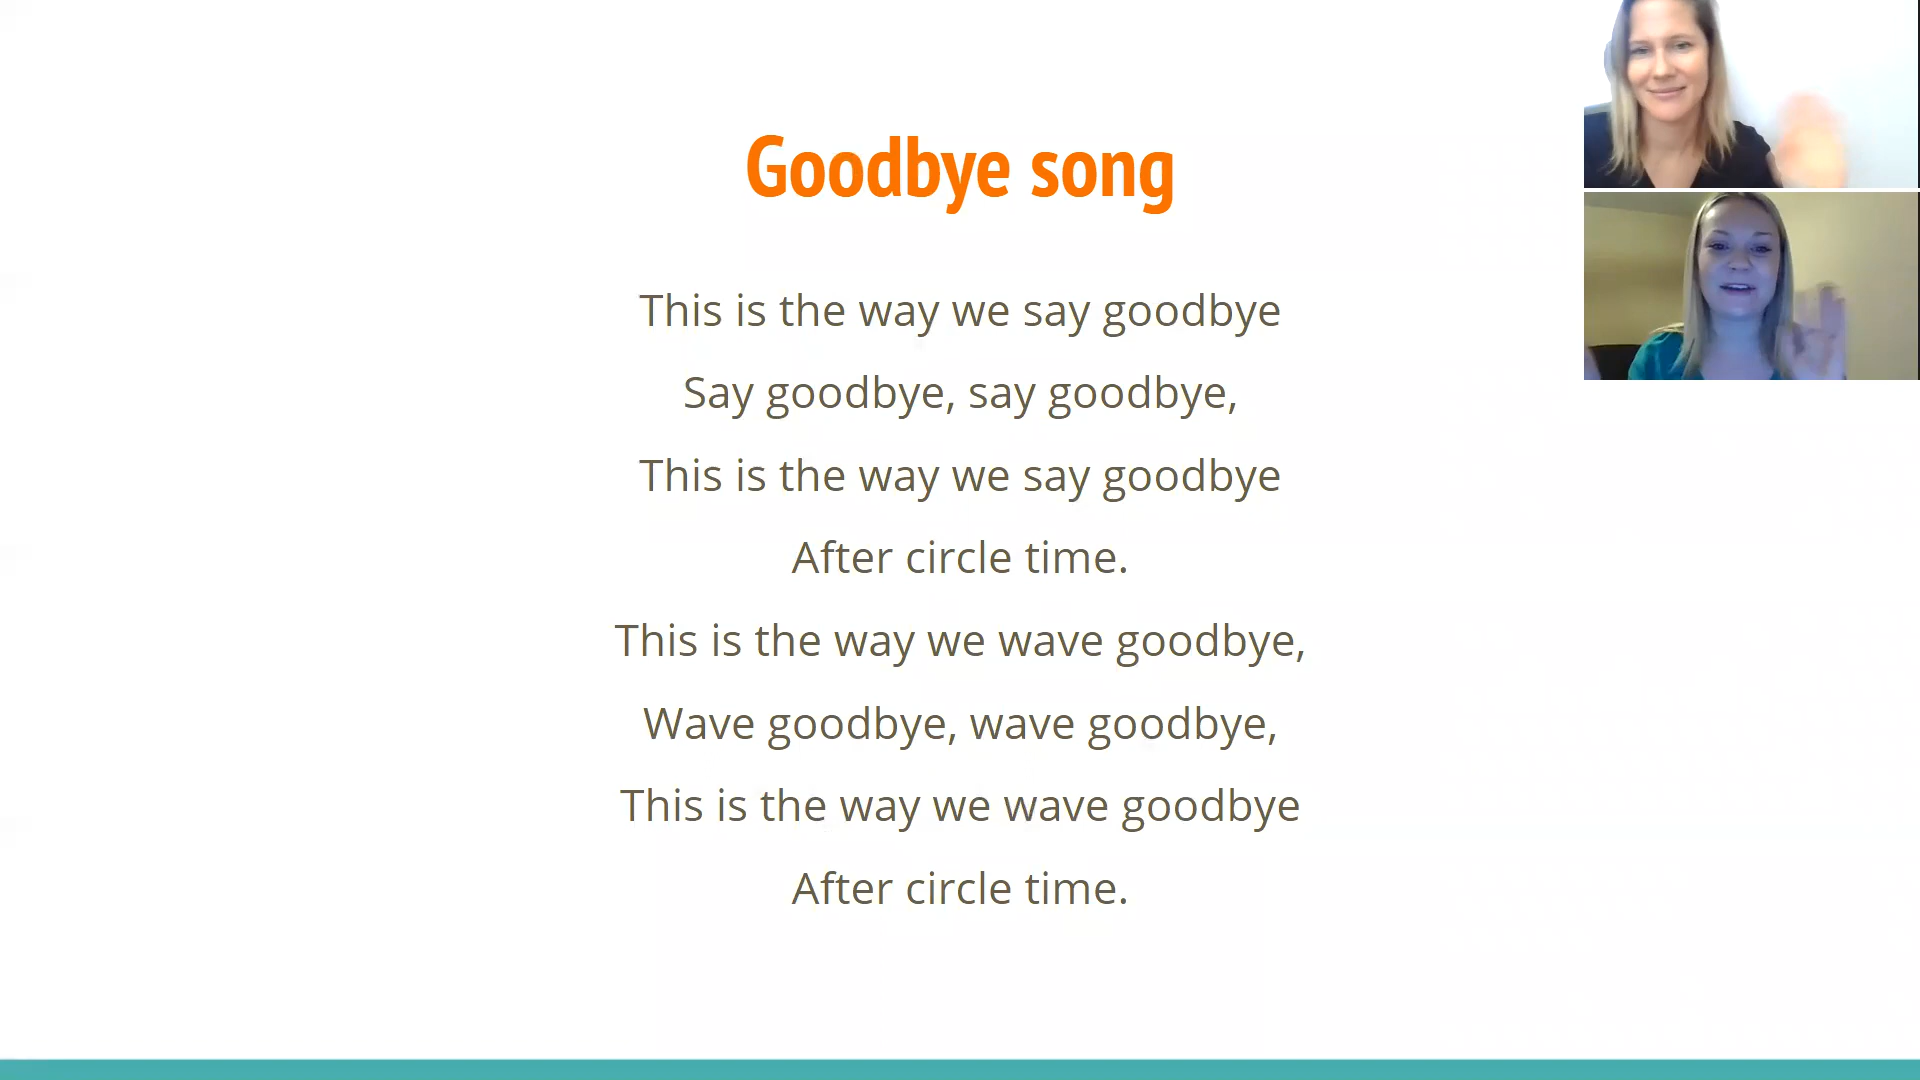 Goodbye song
This is the way we say goodbye
Say goodbye, say goodbye,
This is the way we say goodbye
After circle time.
This is the way we wave goodbye,
Wave goodbye, wave goodbye,
This is the way we wave goodbye
After circle time.